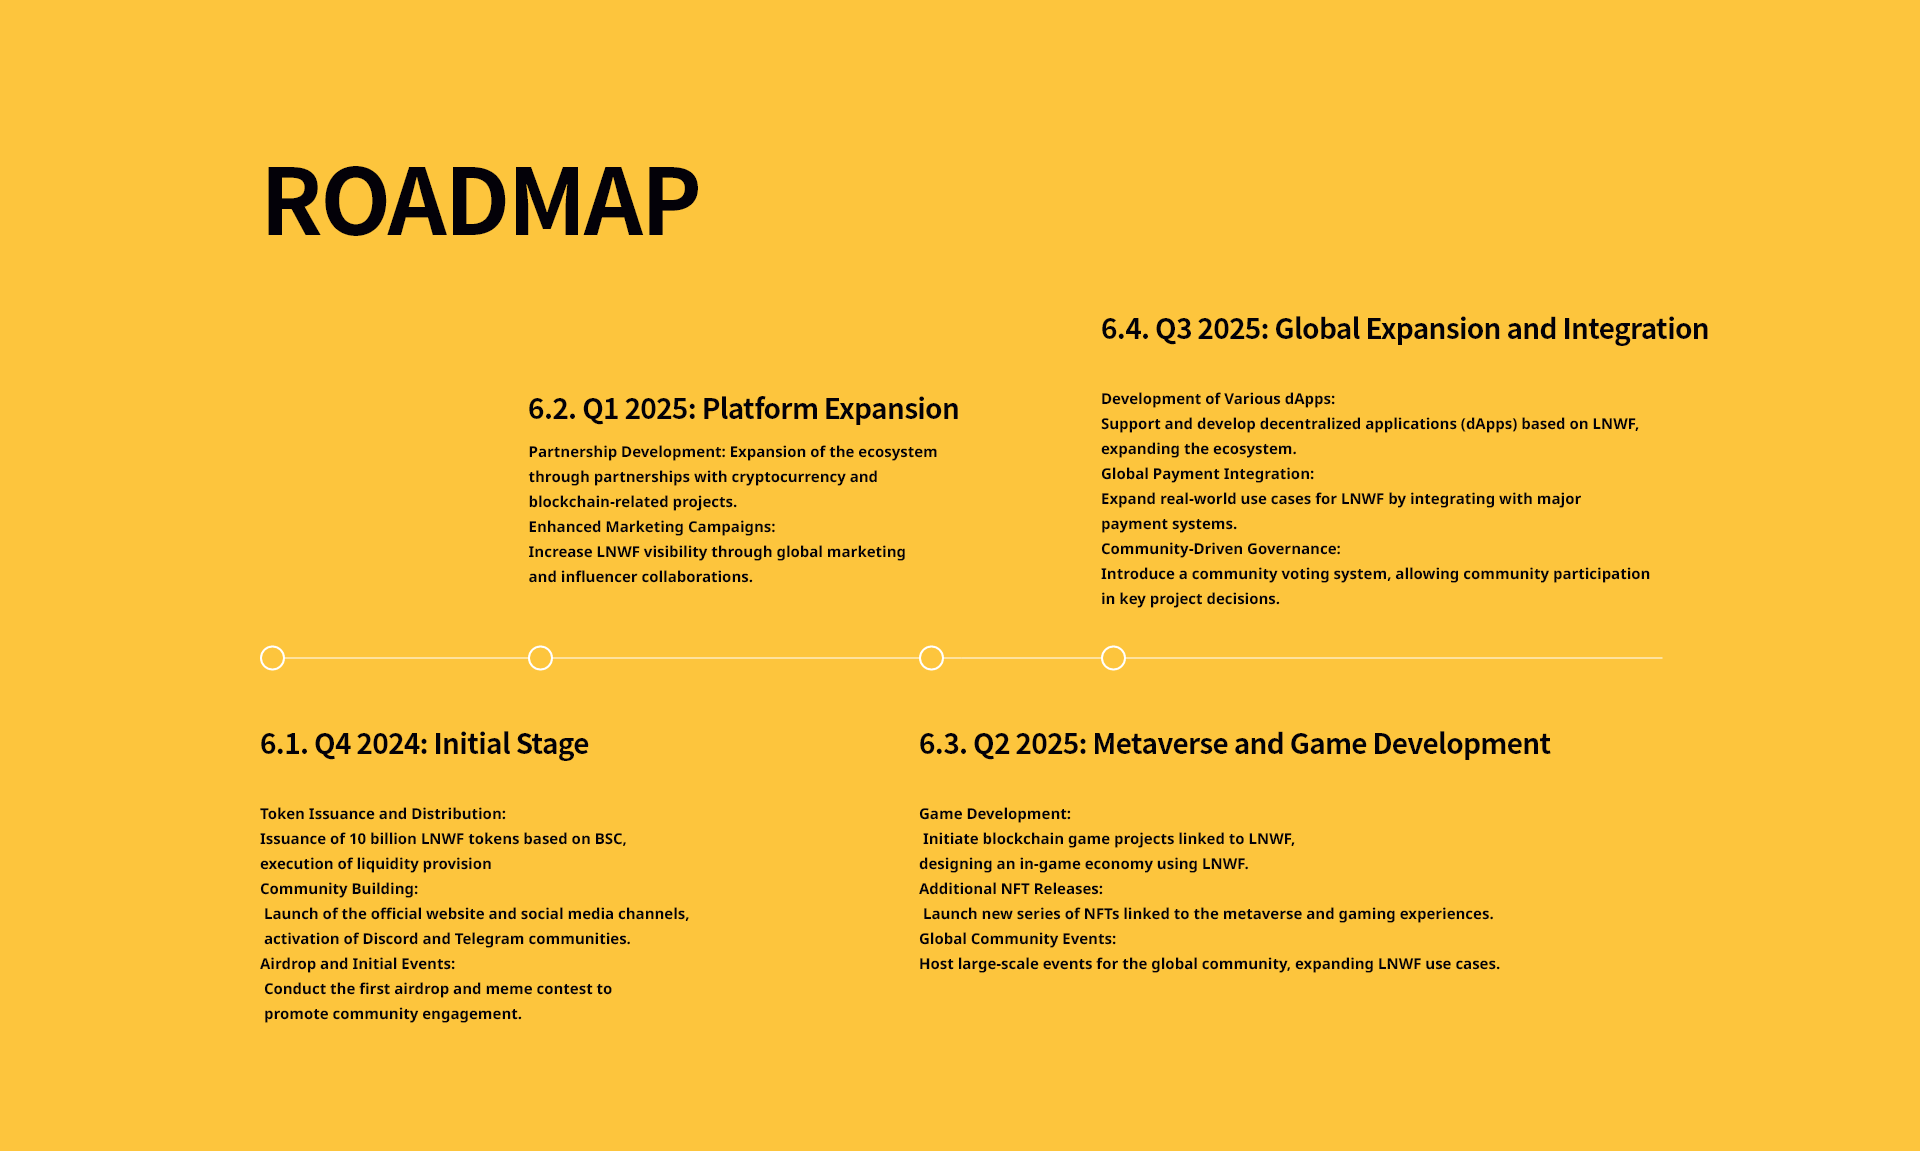 ROADMAP
6.4. Q3 2025: Global Expansion and Integration
Development of Various dApps:
Support and develop decentralized applications (dApps) based on LNWF,
expanding the ecosystem.
Global Payment Integration:
Expand real-world use cases for LNWF by integrating with major
payment systems.
Community-Driven Governance:
Introduce a community voting system, allowing community participation
in key project decisions.
6.2. Q1 2025: Platform Expansion
Partnership Development: Expansion of the ecosystem
through partnerships with cryptocurrency and
blockchain-related projects.
Enhanced Marketing Campaigns:
Increase LNWF visibility through global marketing
and influencer collaborations.
6.1. Q4 2024: Initial Stage
Token Issuance and Distribution:
Issuance of 10 billion LNWF tokens based on BSC,
execution of liquidity provision
Community Building:
Launch of the official website and social media channels,
activation of Discord and Telegram communities.
Airdrop and Initial Events:
Conduct the first airdrop and meme contest to
promote community engagement.
6.3. Q2 2025: Metaverse and Game Development
Game Development:
Initiate blockchain game projects linked to LNWF,
designing an in-game economy using LNWF.
Additional NFT Releases:
Launch new series of NFTs linked to the metaverse and gaming experiences.
Global Community Events:
Host large-scale events for the global community, expanding LNWF use cases.